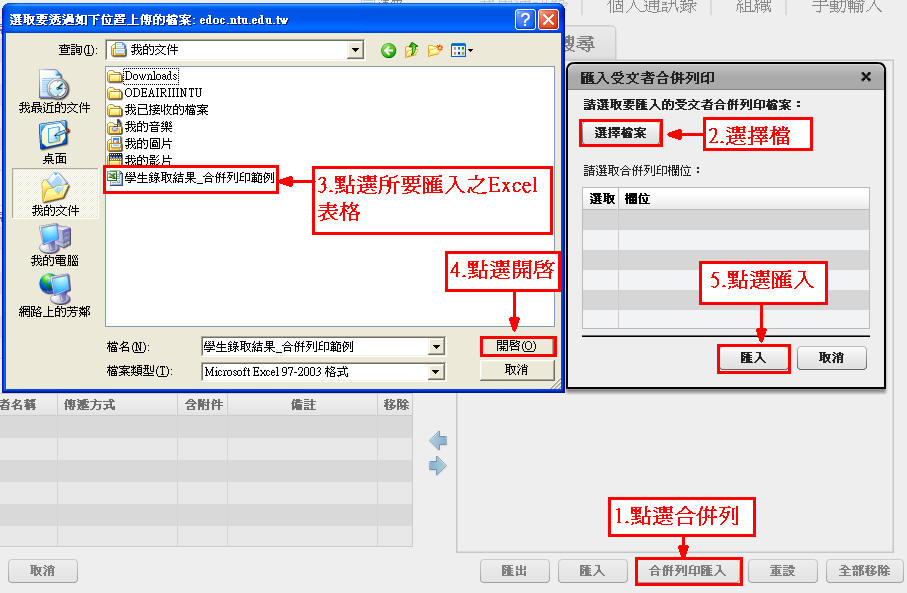 選取要透過如下位置上傳的檔案: edoc.ntu.edu.tw
個人通訊錄
組織
手動輸入
搜尋
查詢(I):
我的文件
Downloads
ODEAIRIIINTU
我已接收的檔案
我的音樂
我的圖片
我的影片
學生錄取結果_合併列印範例
我最近的文件
桌面
我的文件
我的電腦
網路上的芳鄰
3.點選所要匯入之Excel
表格
4.點選開啓
檔名(N):
學生錄取結果_合併列印範例
開啓(O)
檔案類型(T):
Microsoft Excel 97-2003 格式
取消
匯入受文者合併列印
請選取要匯入的受文者合併列印檔案：
選擇檔案
2.選擇檔
請選取合併列印欄位：
選取
欄位
5.點選匯入
匯入
取消
者名稱
傳遞方式
含附件
備註
移除
1.點選合併列
取消
匯出
匯入
合併列印匯入
重設
全部移除